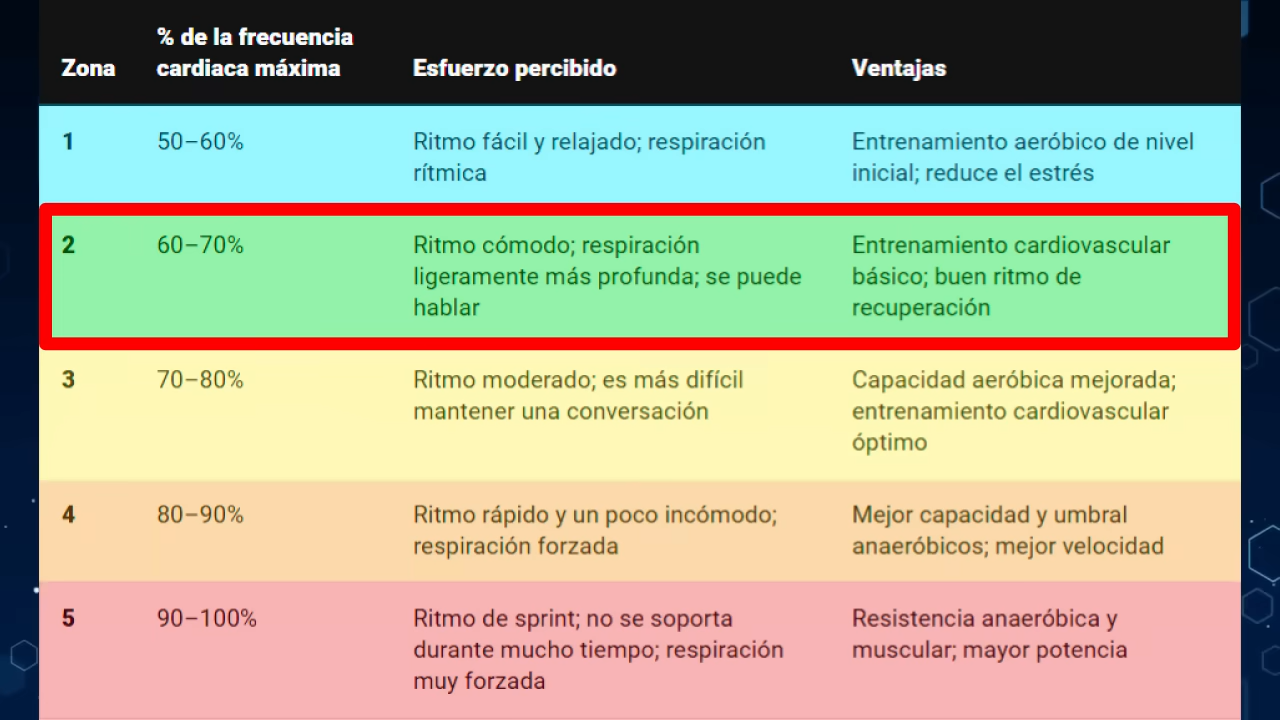 Zona
% de la frecuencia
cardiaca máxima
Esfuerzo percibido
Ventajas
1
50–60%
Ritmo fácil y relajado; respiración
rítmica
Entrenamiento aeróbico de nivel
inicial; reduce el estrés
2
60–70%
Ritmo cómodo; respiración
ligeramente más profunda; se puede
hablar
Entrenamiento cardiovascular
básico; buen ritmo de
recuperación
3
70–80%
Ritmo moderado; es más difícil
mantener una conversación
Capacidad aeróbica mejorada;
entrenamiento cardiovascular
óptimo
4
80–90%
Ritmo rápido y un poco incómodo;
respiración forzada
Mejor capacidad y umbral
anaeróbicos; mejor velocidad
5
90–100%
Ritmo de sprint; no se soporta
durante mucho tiempo; respiración
muy forzada
Resistencia anaeróbica y
muscular; mayor potencia